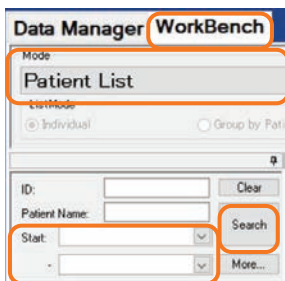 Data Manager WorkBench
Mode
Patient List
ListMode
Individual Group by Pati
ID: Clear
Patient Name:
Search
Start:
- More...